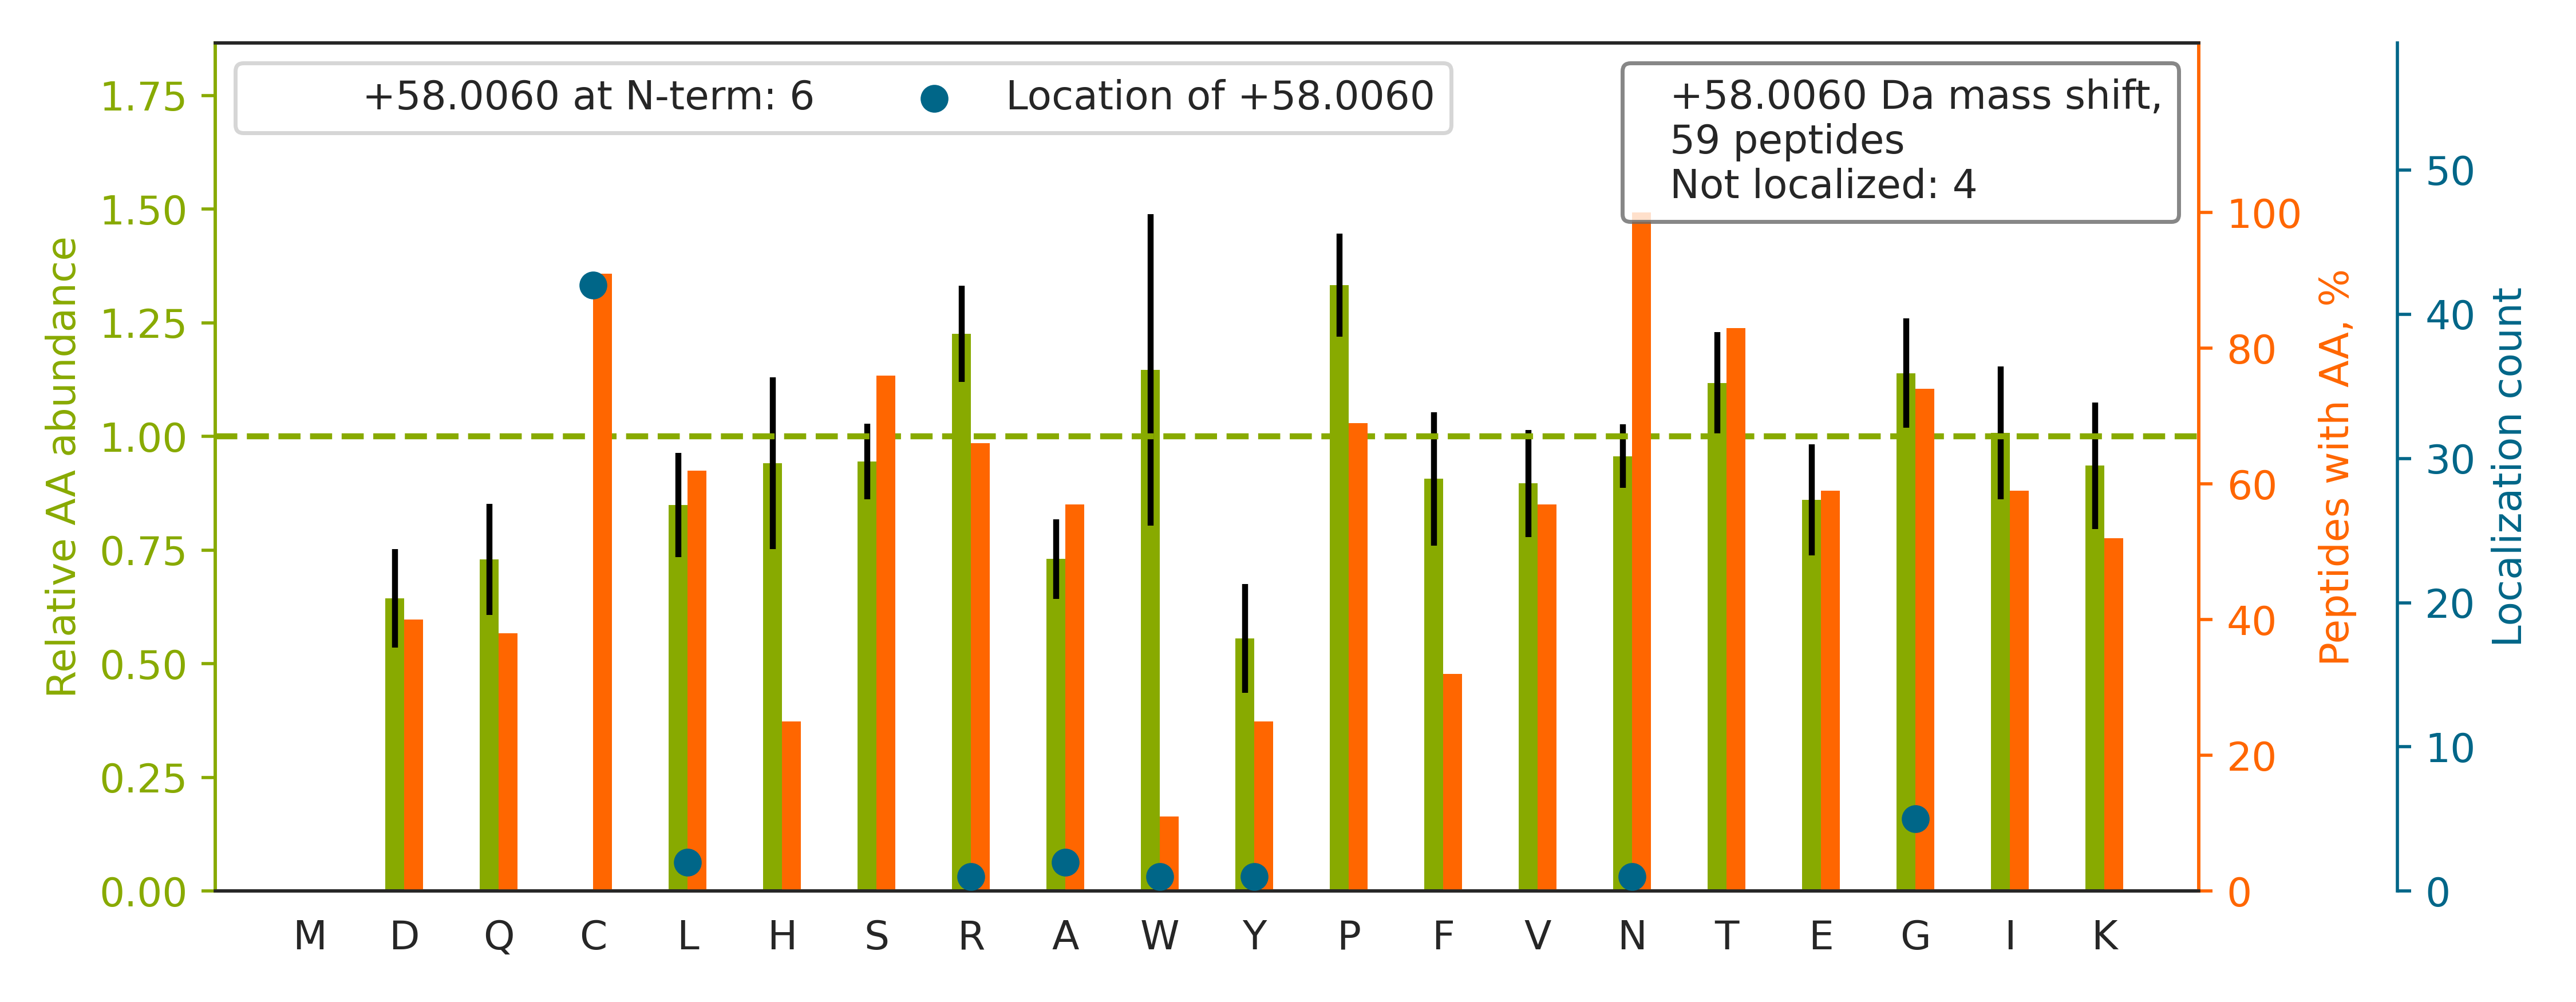 +58.0060 at N-term: 6
Location of +58.0060
+58.0060 Da mass shift,
59 peptides
Not localized: 4
Relative AA abundance
1.75
1.50
1.25
1.00
0.75
0.50
0.25
0.00
Peptides with AA, %
100
80
60
40
20
0
Localization count
50
40
30
20
10
0
M D Q C L H S R A W Y P F V N T E G I K